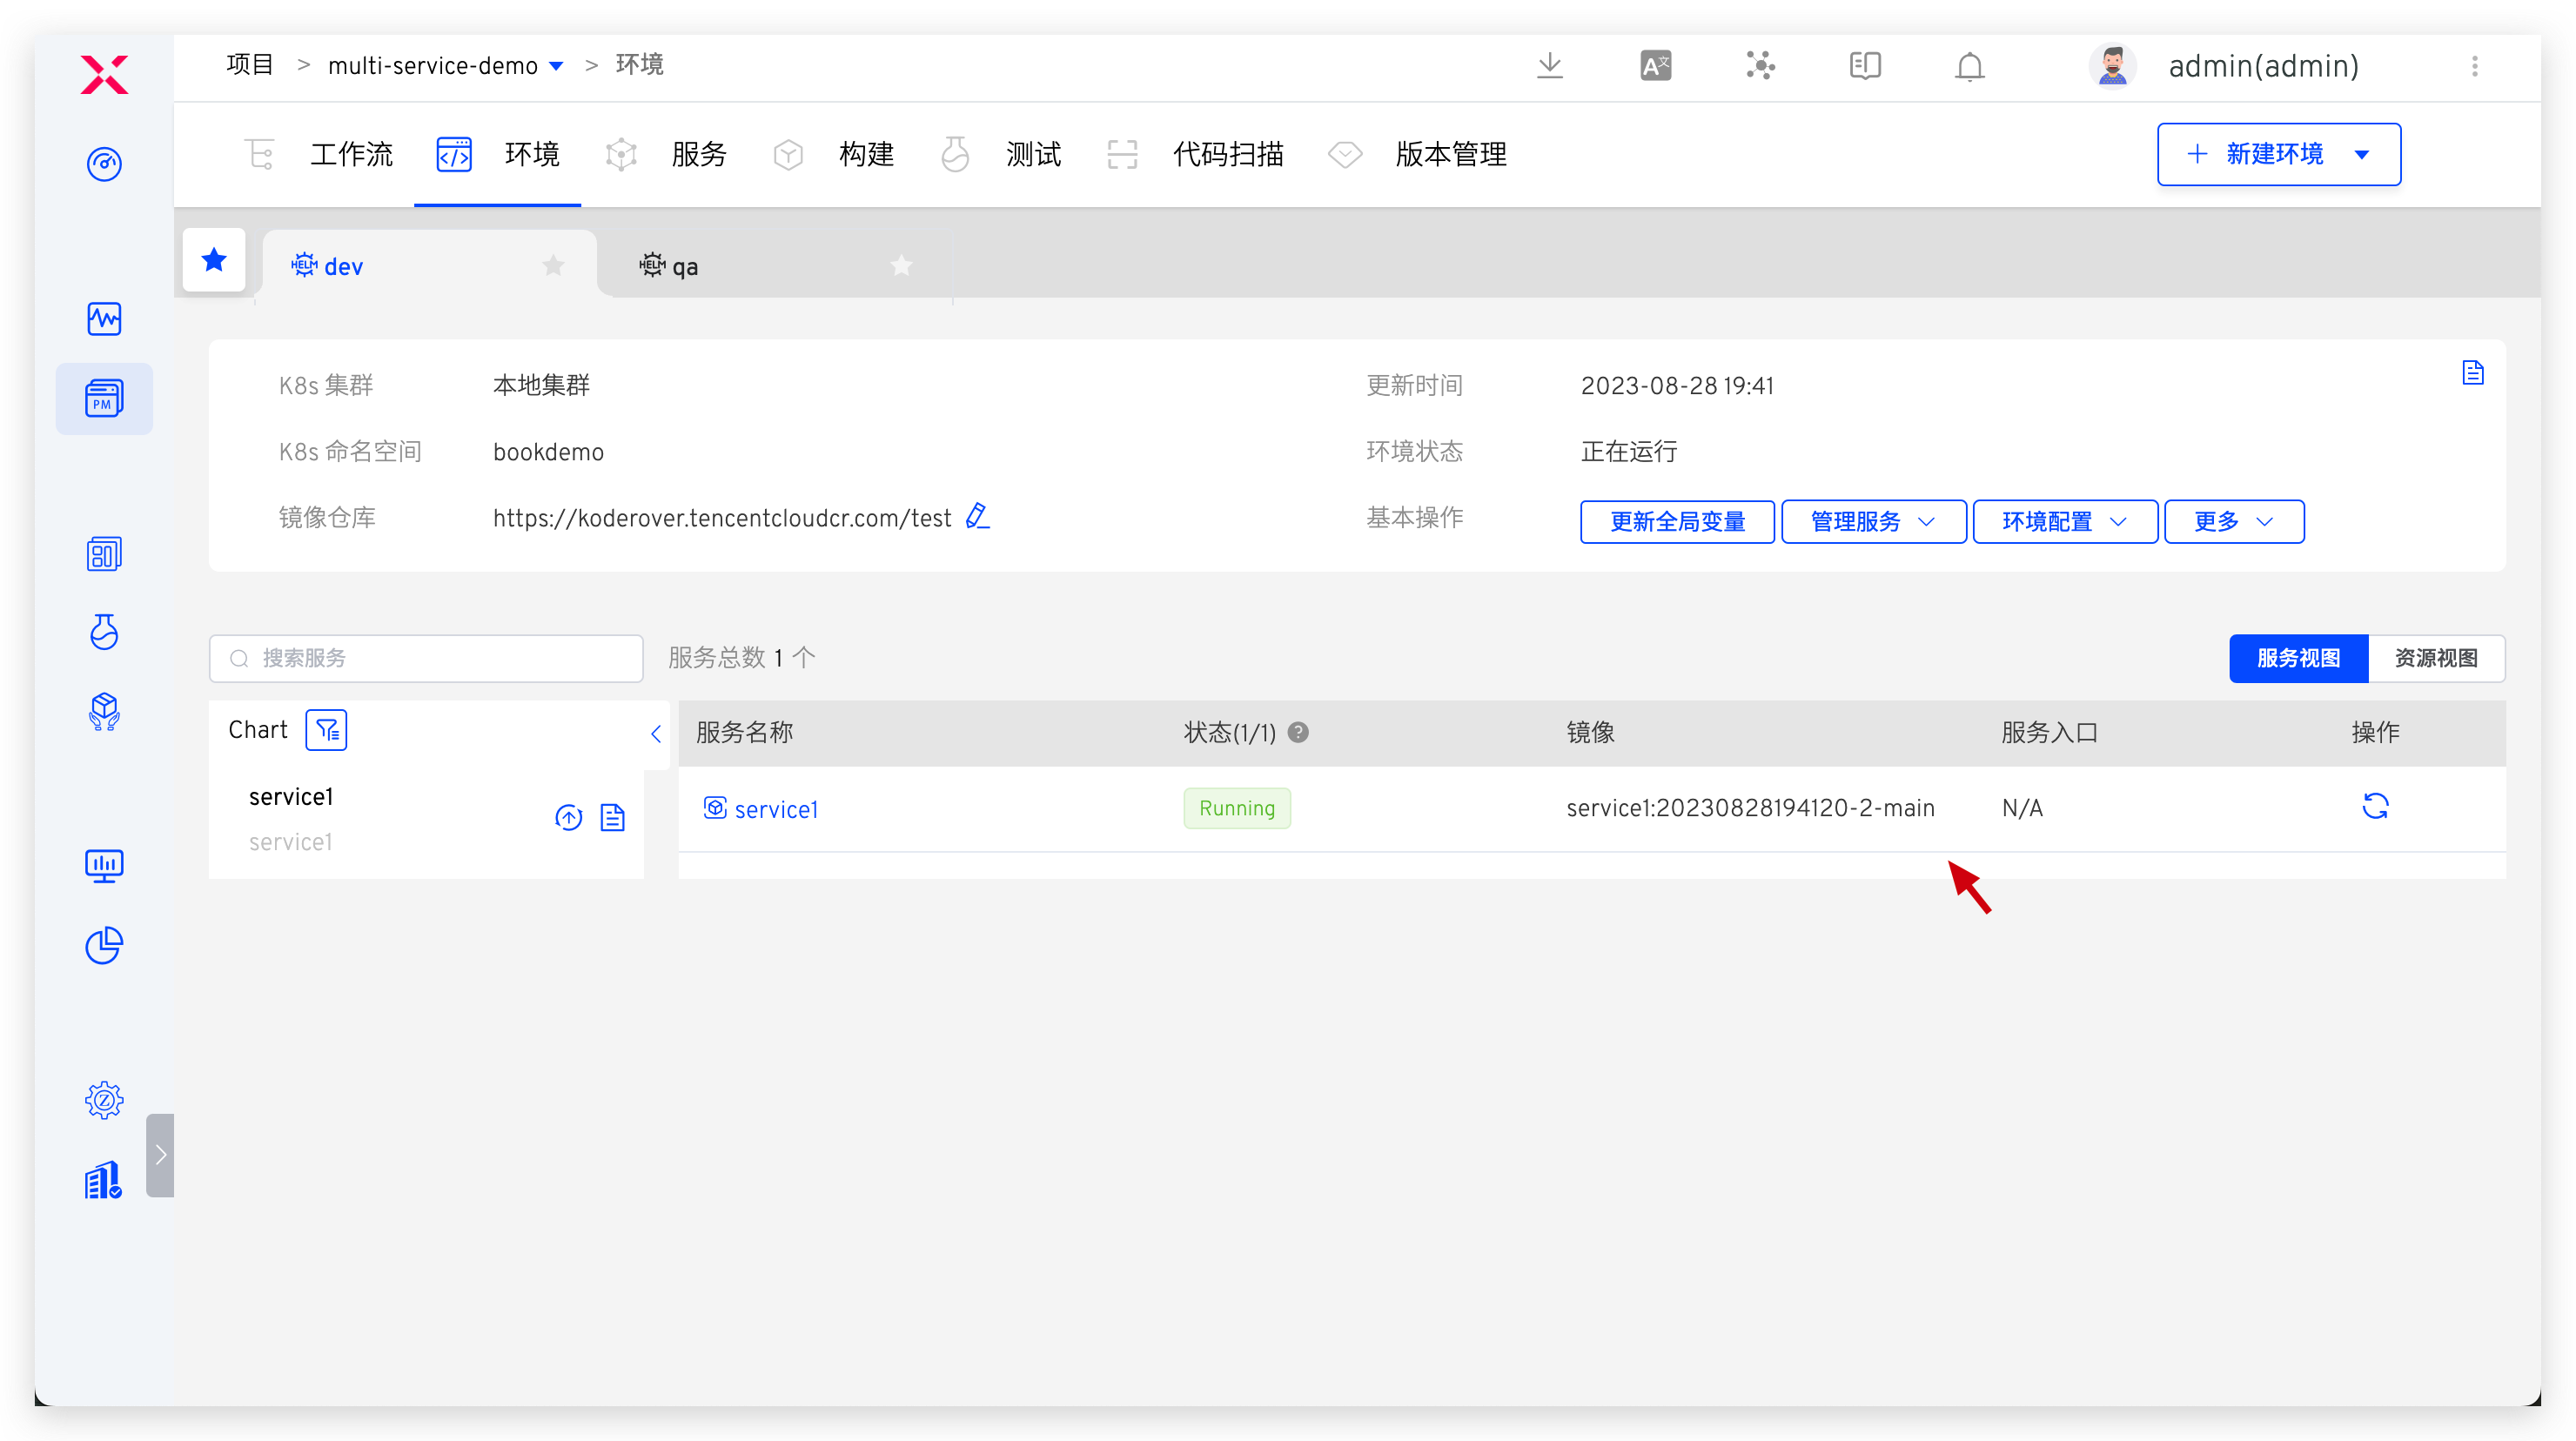 项目 > multi-service-demo > 环境
admin(admin)
工作流 环境 服务 构建 测试 代码扫描 版本管理
+ 新建环境
HELM dev
HELM qa
K8s 集群 本地集群
更新时间 2023-08-28 19:41
PM
K8s 命名空间 bookdemo
环境状态 正在运行
镜像仓库 https://koderover.tencentcloudcr.com/test
基本操作 更新全局变量 管理服务 环境配置 更多
搜索服务
服务总数 1 个
服务视图 资源视图
Chart
服务名称 状态(1/1) ? 镜像 服务入口 操作
service1
service1
service1 Running service1:20230828194120-2-main N/A